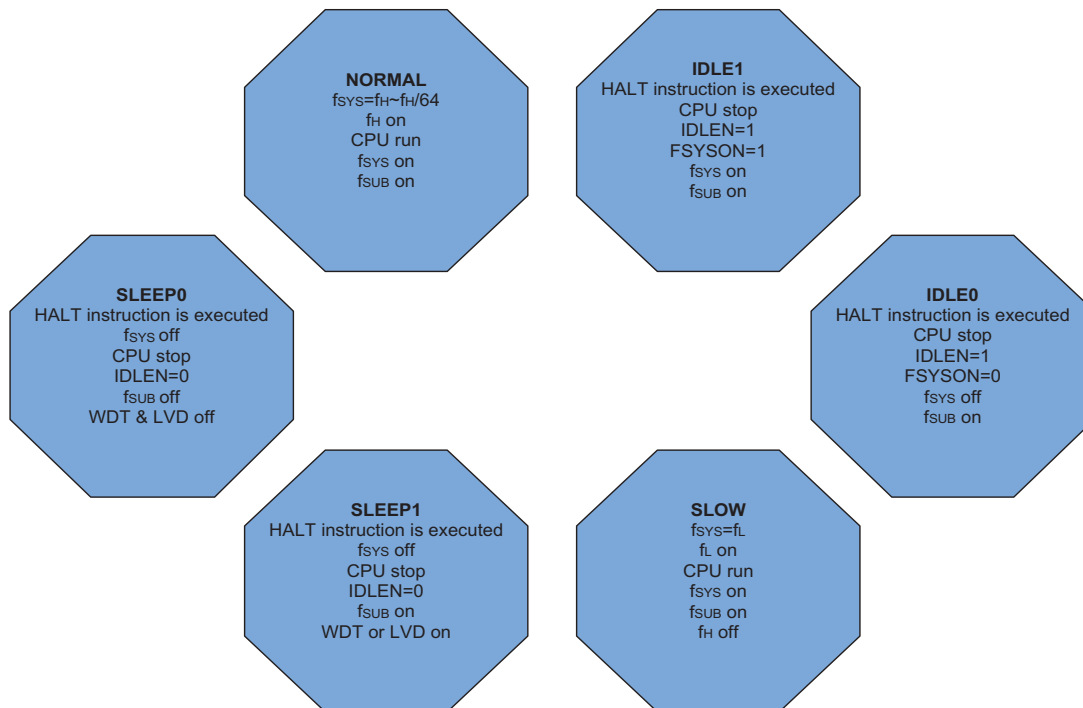 NORMAL
fSYS=fH~fH/64
fH on
CPU run
fSYS on
fSUB on
IDLE1
HALT instruction is executed
CPU stop
IDLEN=1
FSYSON=1
fSYS on
fSUB on
SLEEP0
HALT instruction is executed
fSYS off
CPU stop
IDLEN=0
fSUB off
WDT & LVD off
IDLE0
HALT instruction is executed
CPU stop
IDLEN=1
FSYSON=0
fSYS off
fSUB on
SLEEP1
HALT instruction is executed
fSYS off
CPU stop
IDLEN=0
fSUB on
WDT or LVD on
SLOW
fSYS=fL
fL on
CPU run
fSYS on
fSUB on
fH off